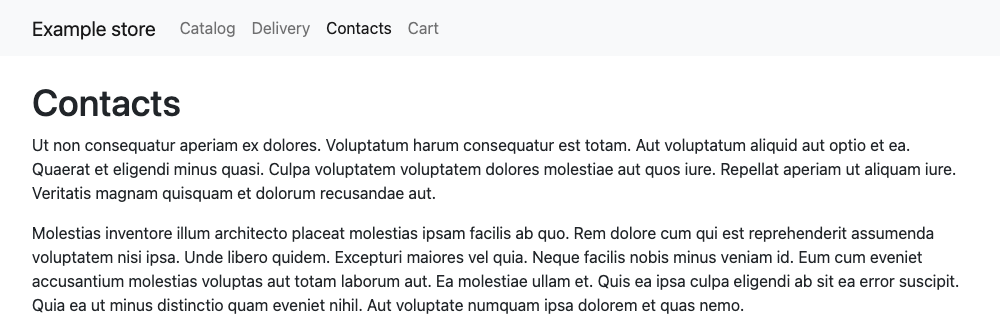 Example store Catalog Delivery Contacts Cart
Contacts
Ut non consequatur aperiam ex dolores. Voluptatum harum consequatur est totam. Aut voluptatum aliquid aut optio et ea.
Quaerat et eligendi minus quasi. Culpa voluptatem voluptatem dolores molestiae aut quos iure. Repellat aperiam ut aliquam iure.
Veritatis magnam quisquam et dolorum recusandae aut.
Molestias inventore illum architecto placeat molestias ipsam facilis ab quo. Rem dolore cum qui est reprehenderit assumenda
voluptatem nisi ipsa. Unde libero quidem. Excepturi maiores vel quia. Neque facilis nobis minus veniam id. Eum cum eveniet
accusantium molestias voluptas aut totam laborum aut. Ea molestiae ullam et. Quis ea ipsa culpa eligendi ab sit ea error suscipit.
Quia ea ut minus distinctio quam eveniet nihil. Aut voluptate numquam ipsa dolorem et quas nemo.